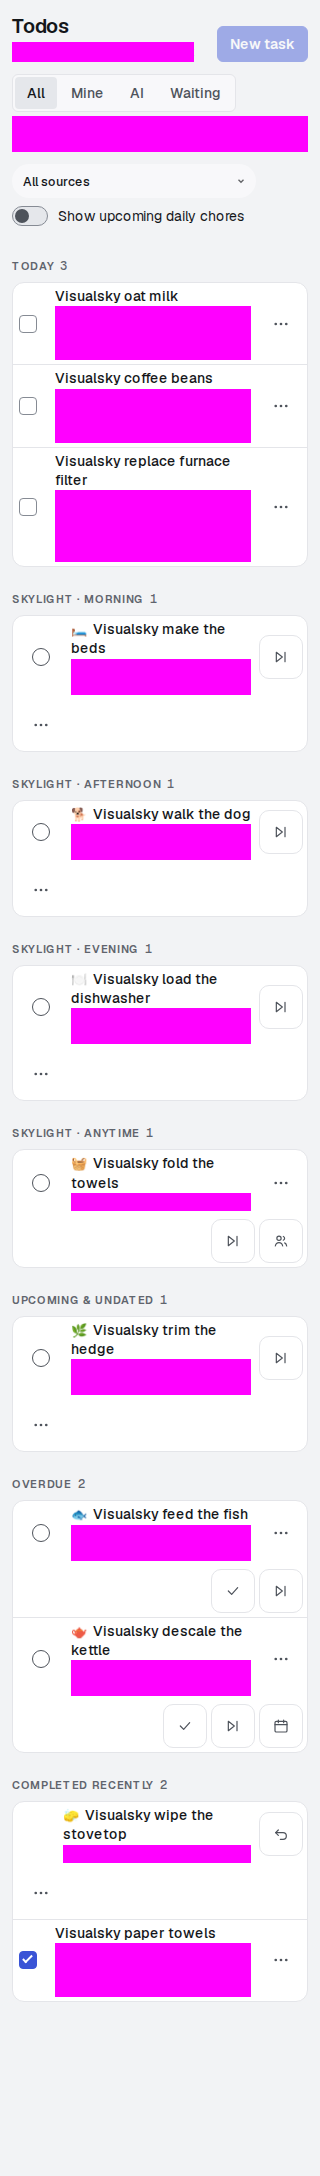 Todos
New task
All Mine AI Waiting
All sources
Show upcoming daily chores
TODAY 3
Visualsky oat milk
Visualsky coffee beans
Visualsky replace furnace
filter
SKYLIGHT · MORNING 1
🛏️ Visualsky make the
beds
SKYLIGHT · AFTERNOON 1
🐕 Visualsky walk the dog
SKYLIGHT · EVENING 1
🍽️ Visualsky load the
dishwasher
SKYLIGHT · ANYTIME 1
🧺 Visualsky fold the
towels
UPCOMING & UNDATED 1
🌿 Visualsky trim the
hedge
OVERDUE 2
🐟 Visualsky feed the fish
🫖 Visualsky descale the
kettle
COMPLETED RECENTLY 2
🧽 Visualsky wipe the
stovetop
Visualsky paper towels